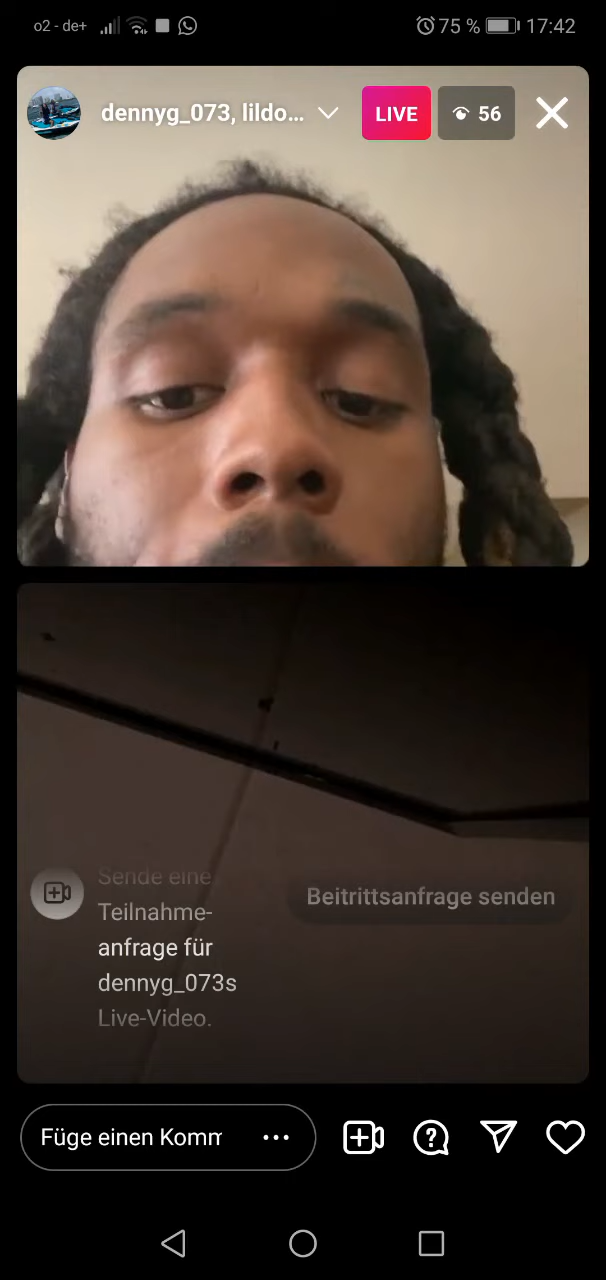 o2 - de+ 75 % 17:42
dennyg_073, lildo... LIVE 56
Sende eine
Teilnahme-
anfrage für
dennyg_073s
Live-Video.
Beitrittsanfrage senden
Füge einen Komm